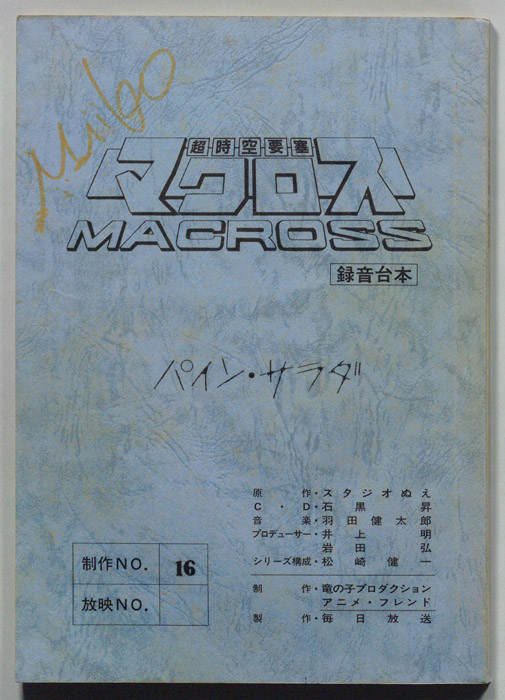 Miho
超時空要塞
マクロス
MACROSS
録音台本
パイン・サラダ
原作・スタジオぬえ
C・D・石黒昇
音楽・羽田健太郎
プロデューサー・井上明
岩田弘
シリーズ構成・松崎健一
制作・竜の子プロダクション
アニメ・フレンド
製作・毎日放送
制作NO. 16
放映NO.